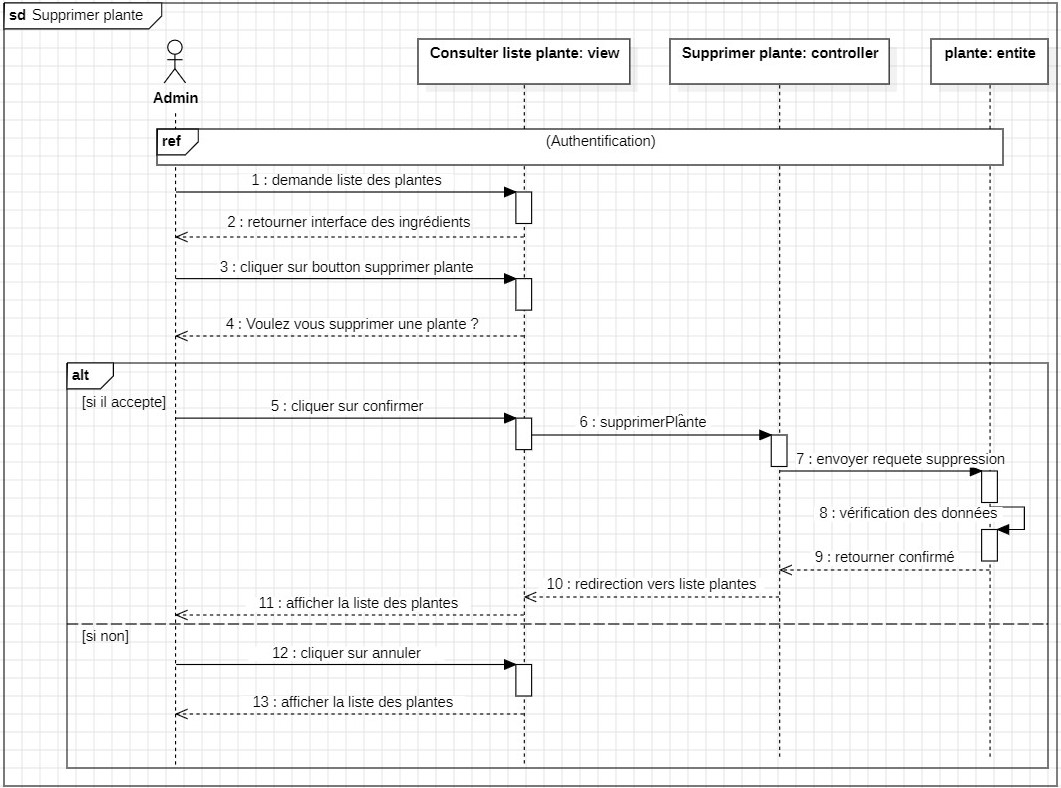 sd Supprimer plante
Consulter liste plante: view
Supprimer plante: controller
plante: entite
Admin
ref
(Authentification)
1 : demande liste des plantes
2 : retourner interface des ingrédients
3 : cliquer sur boutton supprimer plante
4 : Voulez vous supprimer une plante ?
alt
[si il accepte]
5 : cliquer sur confirmer
6 : supprimerPlante
7 : envoyer requete suppression
8 : vérification des données
9 : retourner confirmé
10 : redirection vers liste plantes
11 : afficher la liste des plantes
[si non]
12 : cliquer sur annuler
13 : afficher la liste des plantes